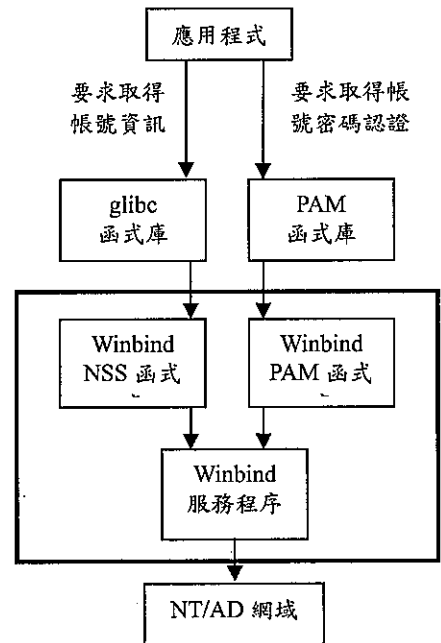 應用程式
要求取得
帳號資訊
要求取得帳
號密碼認證
glibc
函式庫
PAM
函式庫
Winbind
NSS 函式
Winbind
PAM 函式
Winbind
服務程序
NT/AD 網域